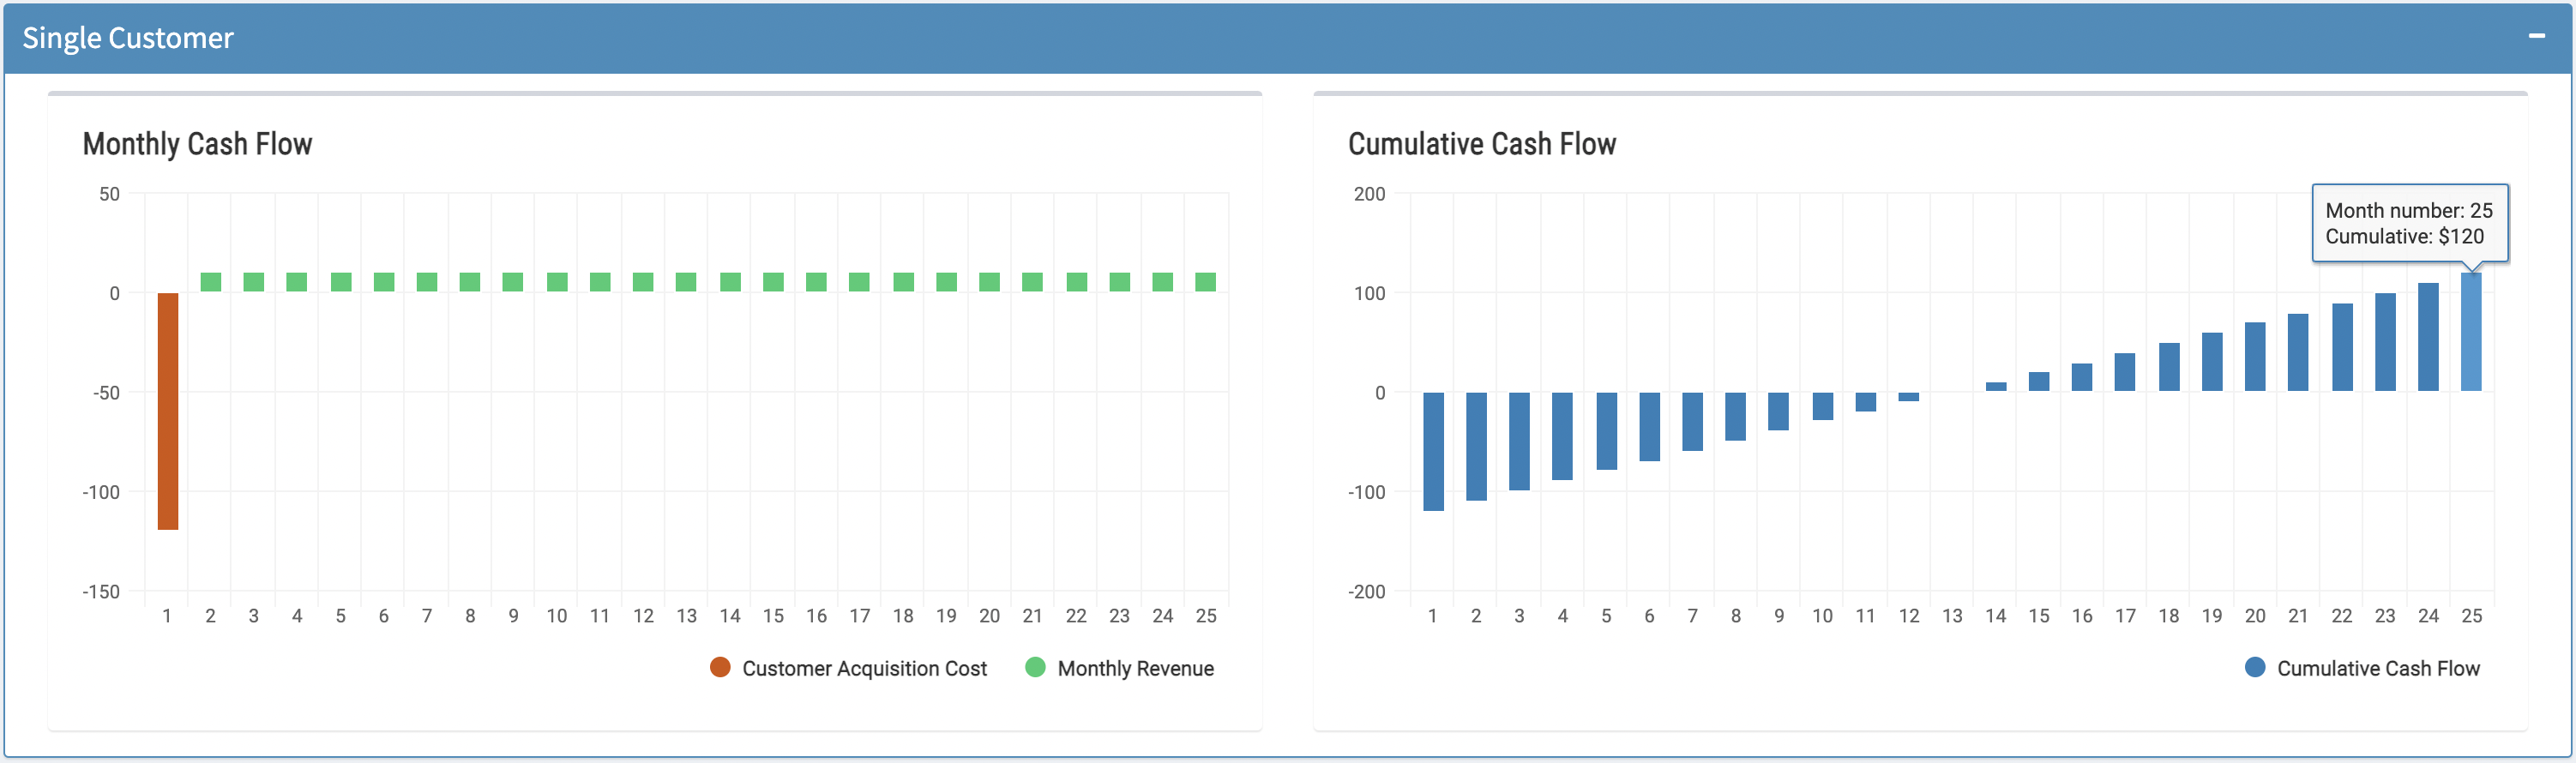 Single Customer
Monthly Cash Flow
50
0
-50
-100
-150
1 2 3 4 5 6 7 8 9 10 11 12 13 14 15 16 17 18 19 20 21 22 23 24 25
Customer Acquisition Cost Monthly Revenue
Cumulative Cash Flow
200
100
0
-100
-200
Month number: 25
Cumulative: $120
1 2 3 4 5 6 7 8 9 10 11 12 13 14 15 16 17 18 19 20 21 22 23 24 25
Cumulative Cash Flow